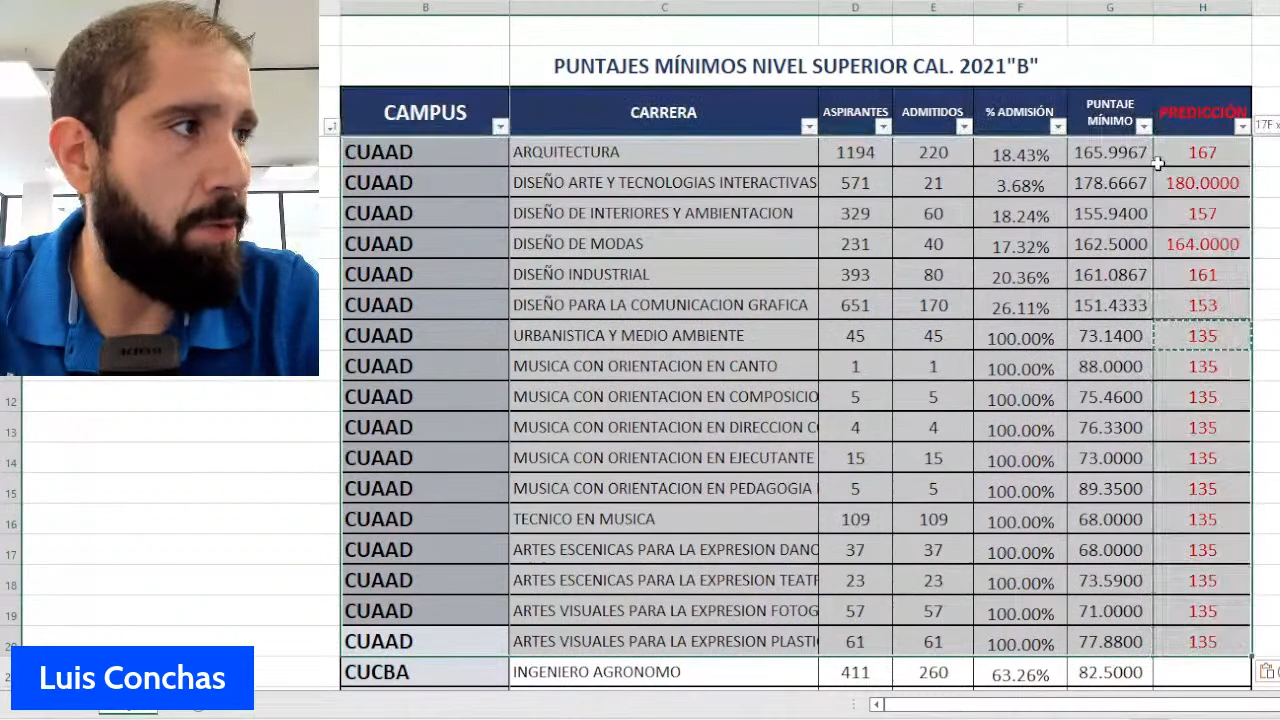 B C D E F G H
PUNTAJES MÍNIMOS NIVEL SUPERIOR CAL. 2021"B"
CAMPUS CARRERA ASPIRANTES ADMITIDOS % ADMISIÓN PUNTAJE MÍNIMO PREDICCIÓN
CUAAD ARQUITECTURA 1194 220 18.43% 165.9967 167
CUAAD DISEÑO ARTE Y TECNOLOGIAS INTERACTIVAS 571 21 3.68% 178.6667 180.0000
CUAAD DISEÑO DE INTERIORES Y AMBIENTACION 329 60 18.24% 155.9400 157
CUAAD DISEÑO DE MODAS 231 40 17.32% 162.5000 164.0000
CUAAD DISEÑO INDUSTRIAL 393 80 20.36% 161.0867 161
CUAAD DISEÑO PARA LA COMUNICACION GRAFICA 651 170 26.11% 151.4333 153
CUAAD URBANISTICA Y MEDIO AMBIENTE 45 45 100.00% 73.1400 135
CUAAD MUSICA CON ORIENTACION EN CANTO 1 1 100.00% 88.0000 135
12 CUAAD MUSICA CON ORIENTACION EN COMPOSICIO 5 5 100.00% 75.4600 135
13 CUAAD MUSICA CON ORIENTACION EN DIRECCION C 4 4 100.00% 76.3300 135
14 CUAAD MUSICA CON ORIENTACION EN EJECUTANTE 15 15 100.00% 73.0000 135
15 CUAAD MUSICA CON ORIENTACION EN PEDAGOGIA 5 5 100.00% 89.3500 135
16 CUAAD TECNICO EN MUSICA 109 109 100.00% 68.0000 135
17 CUAAD ARTES ESCENICAS PARA LA EXPRESION DANC 37 37 100.00% 68.0000 135
18 CUAAD ARTES ESCENICAS PARA LA EXPRESION TEATR 23 23 100.00% 73.5900 135
19 CUAAD ARTES VISUALES PARA LA EXPRESION FOTOG 57 57 100.00% 71.0000 135
20 CUAAD ARTES VISUALES PARA LA EXPRESION PLASTI 61 61 100.00% 77.8800 135
CUCBA INGENIERO AGRONOMO 411 260 63.26% 82.5000
17F x
Luis Conchas